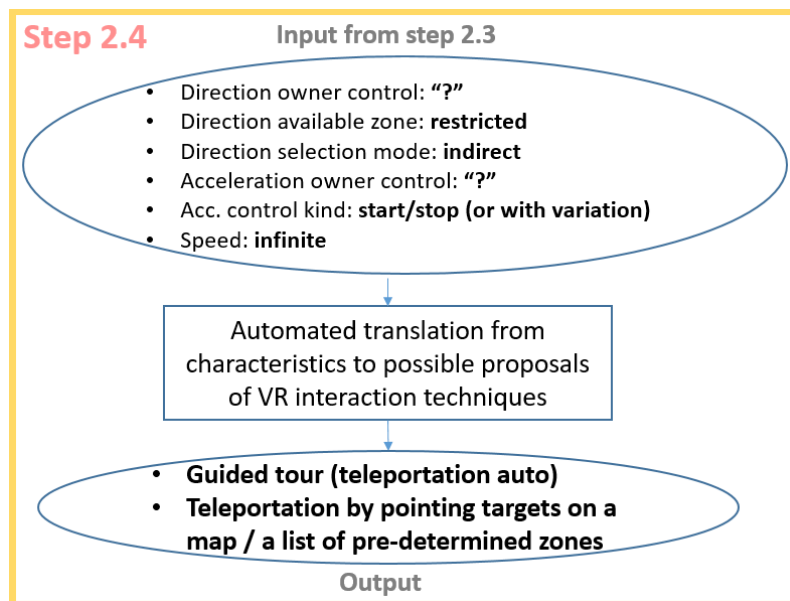 Step 2.4
Input from step 2.3
• Direction owner control: “?”
• Direction available zone: restricted
• Direction selection mode: indirect
• Acceleration owner control: “?”
• Acc. control kind: start/stop (or with variation)
• Speed: infinite
Automated translation from
characteristics to possible proposals
of VR interaction techniques
• Guided tour (teleportation auto)
• Teleportation by pointing targets on a
map / a list of pre-determined zones
Output